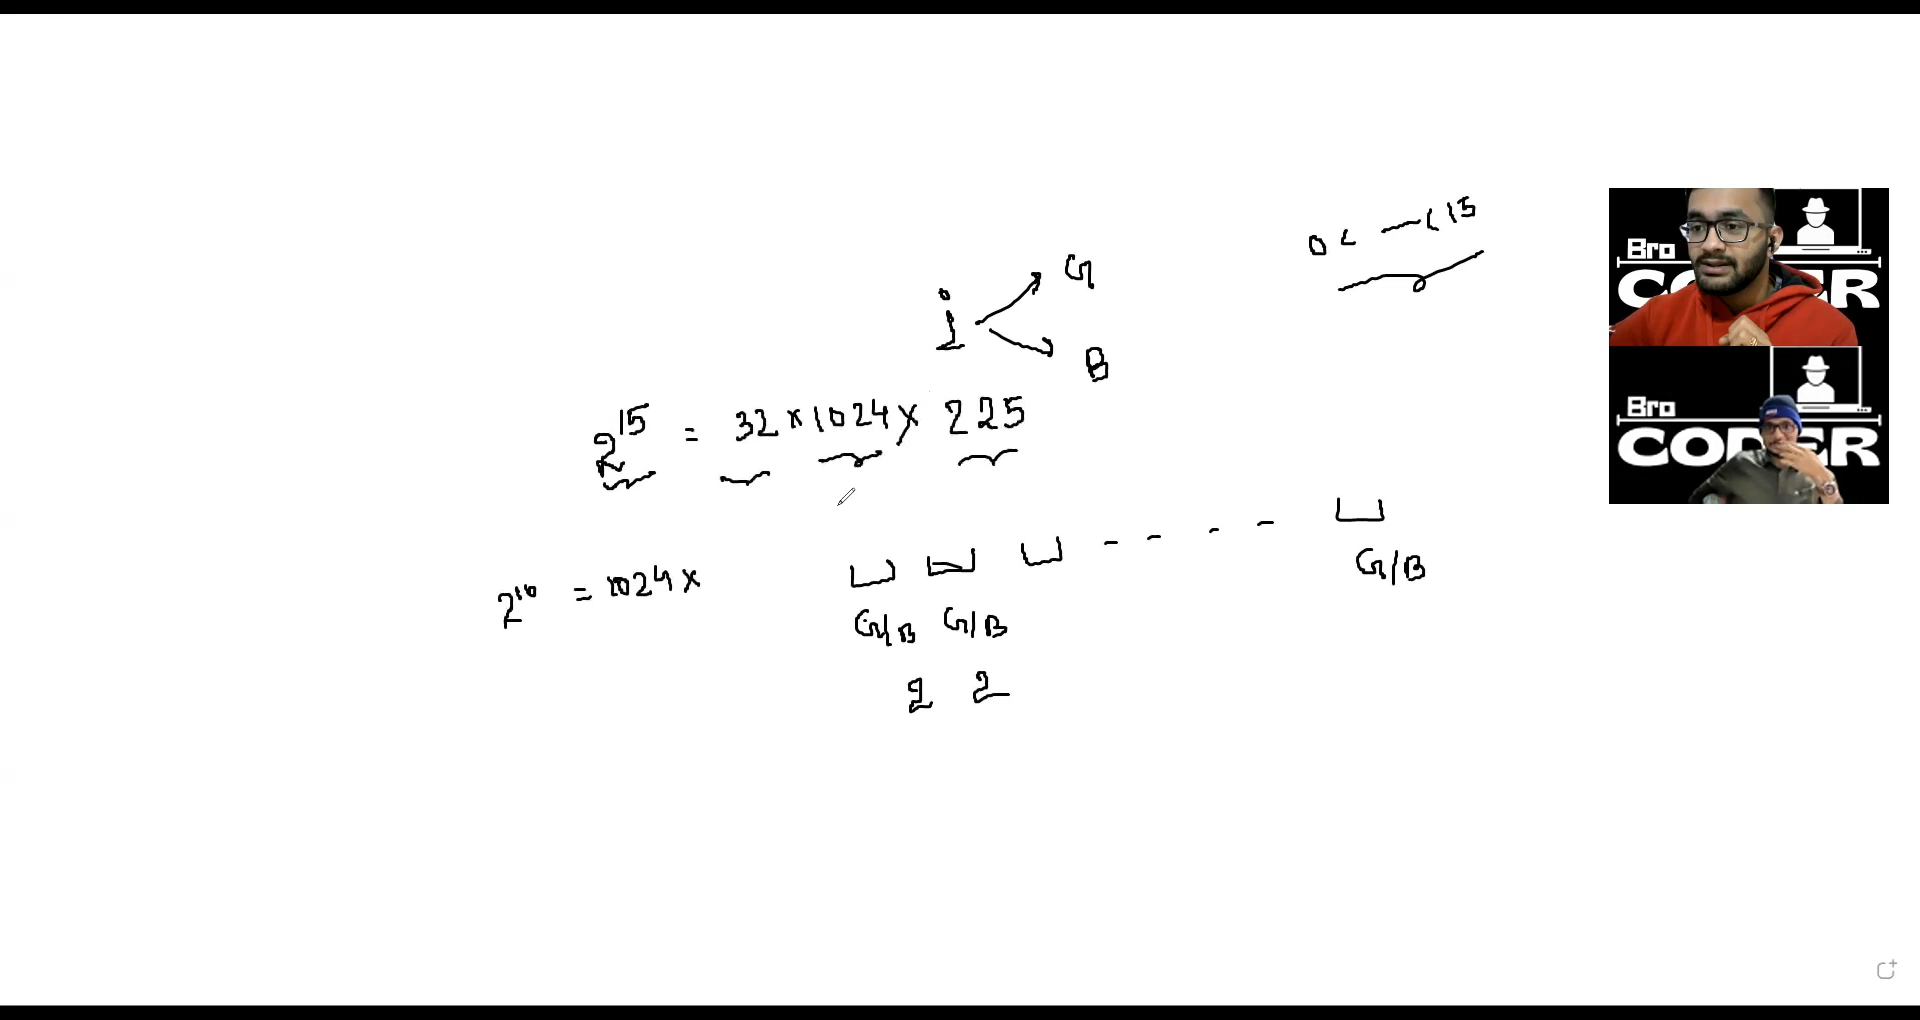 0 < — < 15
G
i
B
2^15 = 32 × 1024 × 225
2^10 = 1024 ×
G/B G/B G/B
2 2
Bro
CODER
Bro
CODER